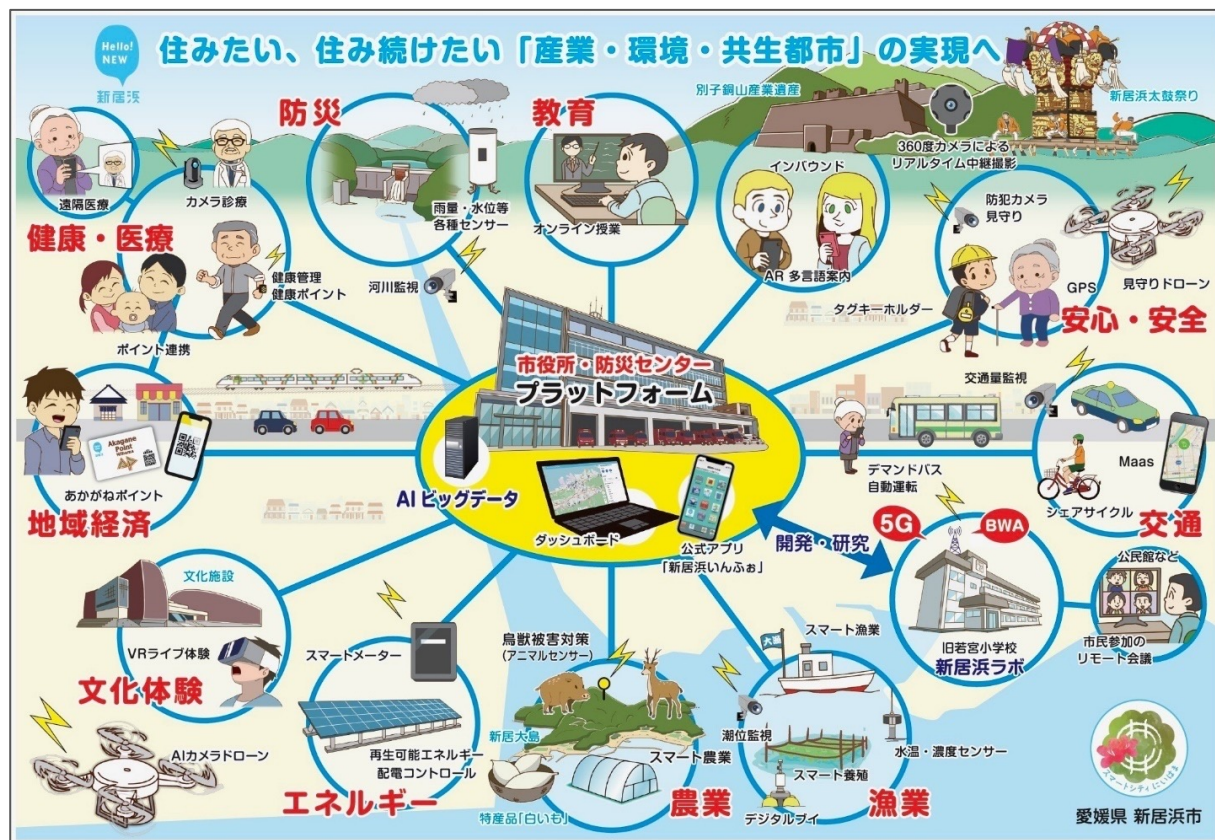 Hello!
NEW
新居浜
住みたい、住み続けたい「産業・環境・共生都市」の実現へ
別子銅山産業遺産
新居浜太鼓祭り
360度カメラによる
リアルタイム中継撮影
防災
雨量・水位等
各種センサー
河川監視
教育
オンライン授業
インバウンド
AR 多言語案内
遠隔医療
カメラ診療
健康・医療
健康管理
健康ポイント
ポイント連携
防犯カメラ
見守り
GPS
見守りドローン
タグキーホルダー
安心・安全
市役所・防災センター
プラットフォーム
AI ビッグデータ
ダッシュボード
公式アプリ
「新居浜いんふぉ」
Akagane
Point
あかがねポイント
地域経済
交通量監視
デマンドバス
自動運転
Maas
シェアサイクル
交通
開発・研究
5G
BWA
旧若宮小学校
新居浜ラボ
公民館など
市民参加の
リモート会議
文化施設
VRライブ体験
文化体験
AIカメラドローン
スマートメーター
再生可能エネルギー
配電コントロール
エネルギー
鳥獣被害対策
(アニマルセンサー)
新居大島
スマート農業
特産品「白いも」
農業
大漁
スマート漁業
潮位監視
水温・濃度センサー
スマート養殖
デジタルブイ
漁業
スマートシティにいはま
愛媛県 新居浜市